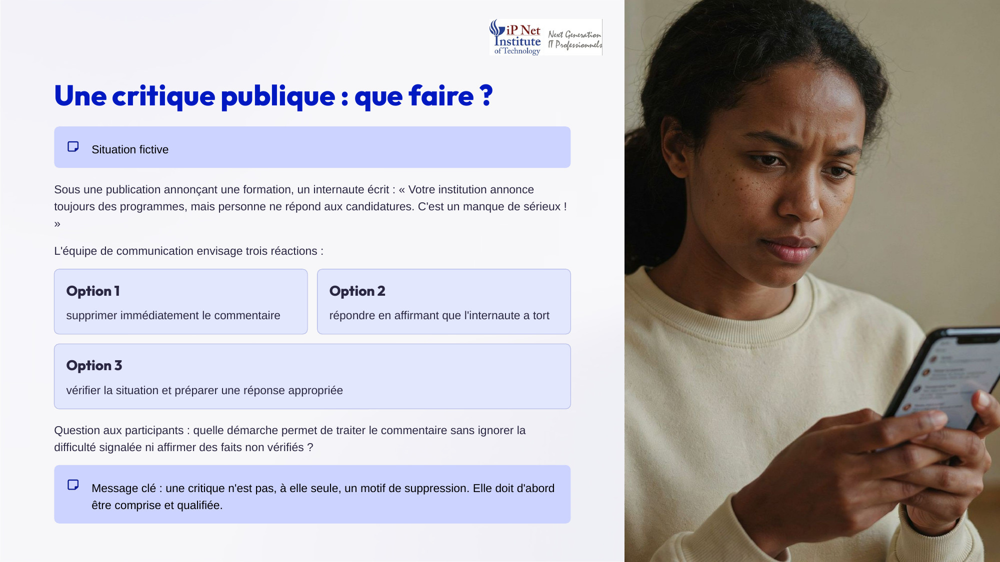 iP Net
Institute
of Technology
Next Generation
IT Professionnels
Une critique publique : que faire ?
Situation fictive
Sous une publication annonçant une formation, un internaute écrit : « Votre institution annonce
toujours des programmes, mais personne ne répond aux candidatures. C'est un manque de sérieux !
»
L'équipe de communication envisage trois réactions :
Option 1
supprimer immédiatement le commentaire
Option 2
répondre en affirmant que l'internaute a tort
Option 3
vérifier la situation et préparer une réponse appropriée
Question aux participants : quelle démarche permet de traiter le commentaire sans ignorer la
difficulté signalée ni affirmer des faits non vérifiés ?
Message clé : une critique n'est pas, à elle seule, un motif de suppression. Elle doit d'abord
être comprise et qualifiée.